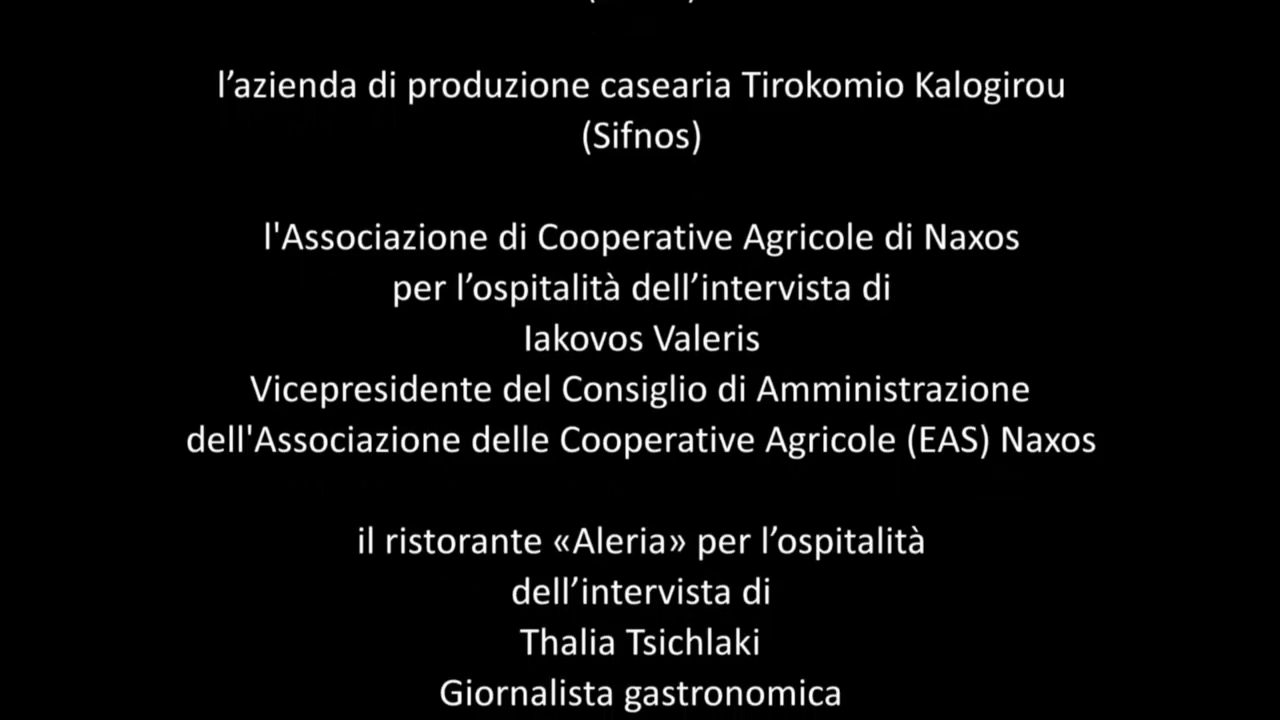 l’azienda di produzione casearia Tirokomio Kalogirou
(Sifnos)
l'Associazione di Cooperative Agricole di Naxos
per l’ospitalità dell’intervista di
Iakovos Valeris
Vicepresidente del Consiglio di Amministrazione
dell'Associazione delle Cooperative Agricole (EAS) Naxos
il ristorante «Aleria» per l’ospitalità
dell’intervista di
Thalia Tsichlaki
Giornalista gastronomica